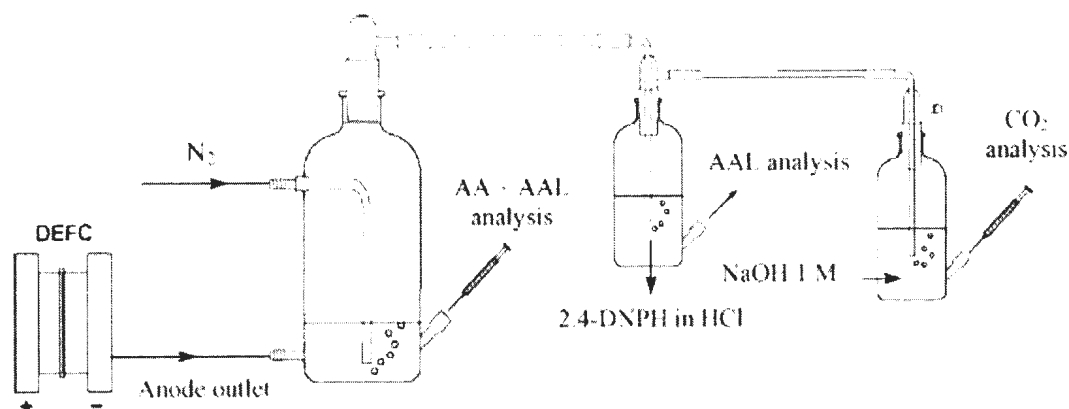 N2
CO2
analysis
AAL analysis
AA - AAL
analysis
DEFC
NaOH 1 M
2.4-DNPH in HCl
Anode outlet
+ -